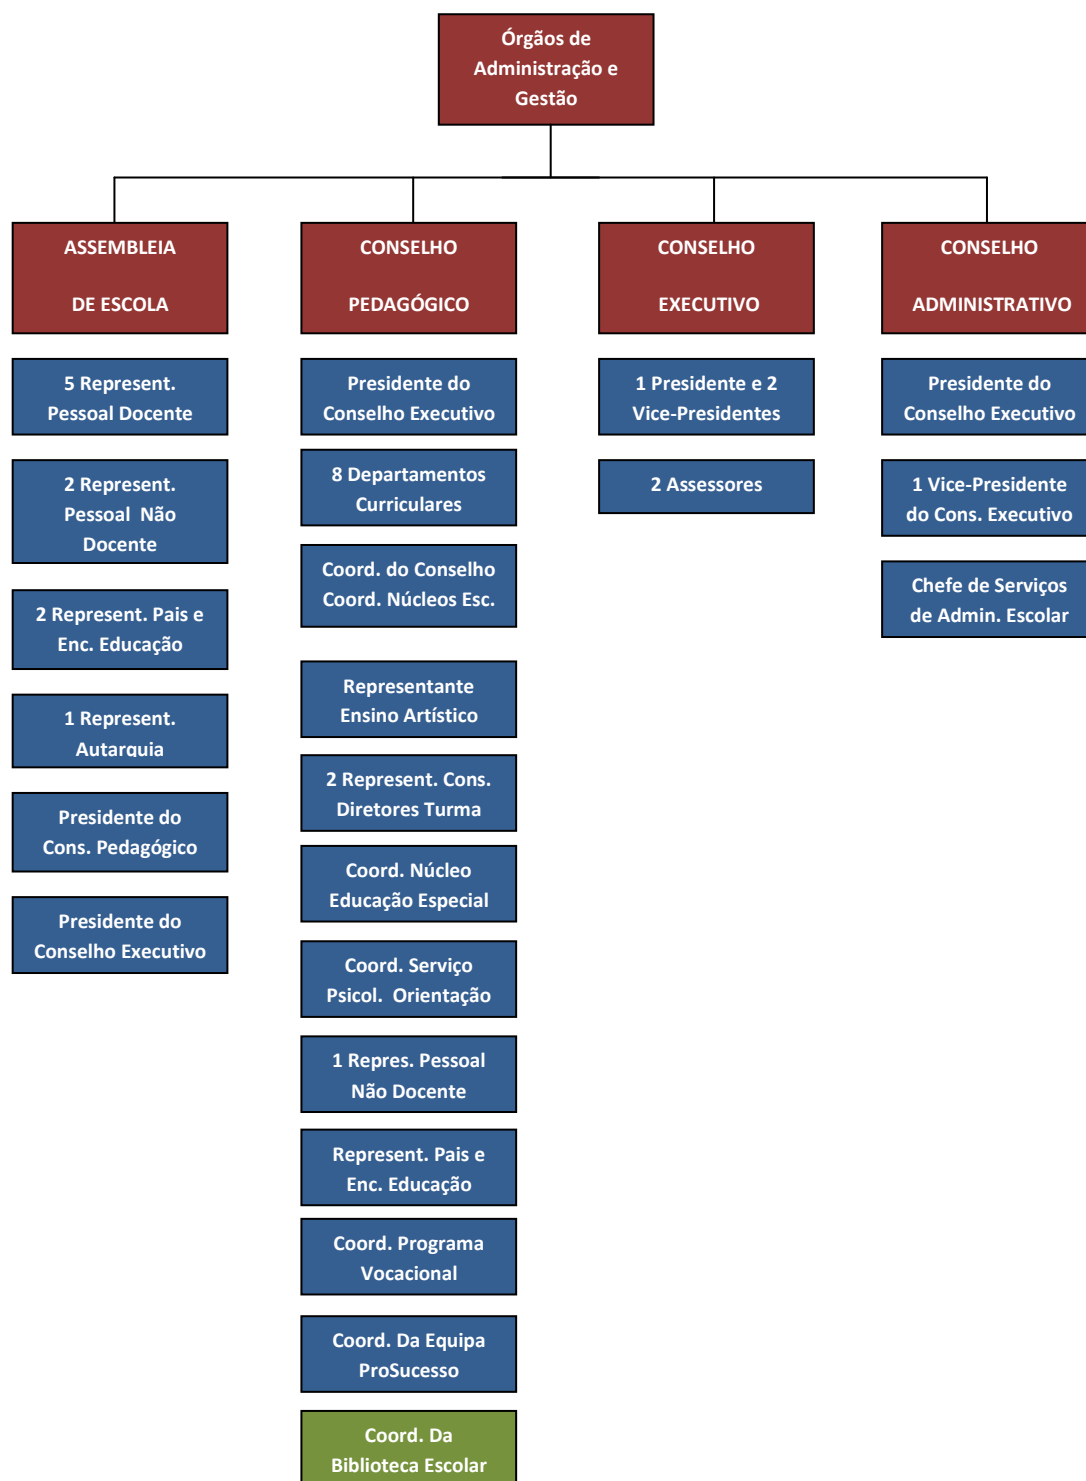 Órgãos de
Administração e
Gestão
ASSEMBLEIA
DE ESCOLA
5 Represent.
Pessoal Docente
2 Represent.
Pessoal  Não
Docente
2 Represent. Pais e
Enc. Educação
1 Represent.
Autarquia
Presidente do
Cons. Pedagógico
Presidente do
Conselho Executivo
CONSELHO
PEDAGÓGICO
Presidente do
Conselho Executivo
8 Departamentos
Curriculares
Coord. do Conselho
Coord. Núcleos Esc.
Representante
Ensino Artístico
2 Represent. Cons.
Diretores Turma
Coord. Núcleo
Educação Especial
Coord. Serviço
Psicol.  Orientação
1 Repres. Pessoal
Não Docente
Represent. Pais e
Enc. Educação
Coord. Programa
Vocacional
Coord. Da Equipa
ProSucesso
Coord. Da
Biblioteca Escolar
CONSELHO
EXECUTIVO
1 Presidente e 2
Vice-Presidentes
2 Assessores
CONSELHO
ADMINISTRATIVO
Presidente do
Conselho Executivo
1 Vice-Presidente
do Cons. Executivo
Chefe de Serviços
de Admin. Escolar